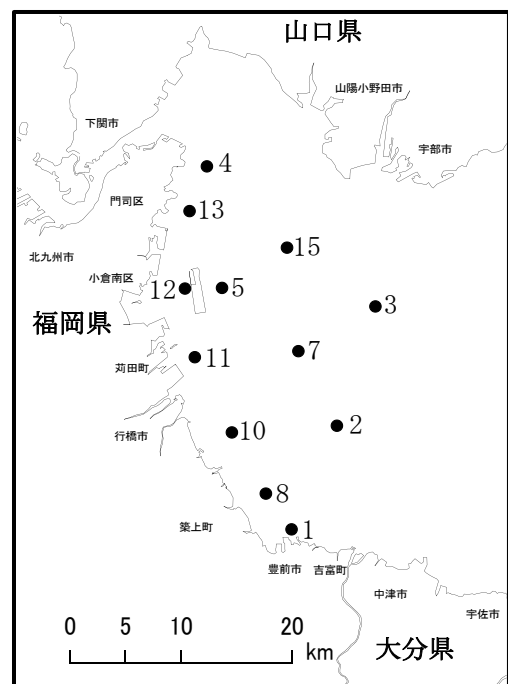 山口県
山陽小野田市
下関市
宇部市
4
門司区
13
15
北九州市
小倉南区
12
5
3
福岡県
7
11
苅田町
2
10
行橋市
8
築上町
1
豊前市
吉富町
中津市
宇佐市
0 5 10 20
km
大分県